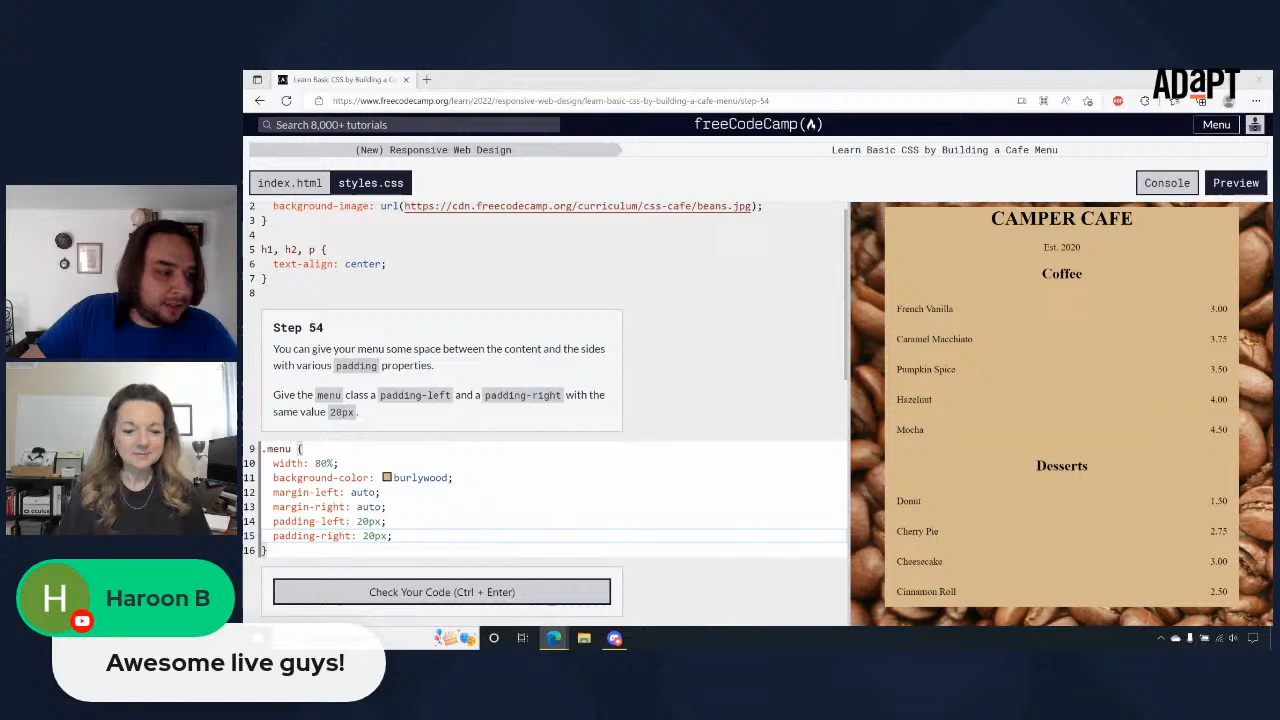 Learn Basic CSS by Building a C
ADAPT
https://www.freecodecamp.org/learn/2022/responsive-web-design/learn-basic-css-by-building-a-cafe-menu/step-54
Search 8,000+ tutorials
freeCodeCamp
Menu
(New) Responsive Web Design
Learn Basic CSS by Building a Cafe Menu
index.html
styles.css
Console
Preview
2 background-image: url(https://cdn.freecodecamp.org/curriculum/css-cafe/beans.jpg);
3 }
4
5 h1, h2, p {
6 text-align: center;
7 }
8
Step 54
You can give your menu some space between the content and the sides
with various padding properties.
Give the menu class a padding-left and a padding-right with the
same value 20px.
9 .menu {
10 width: 80%;
11 background-color: burlywood;
12 margin-left: auto;
13 margin-right: auto;
14 padding-left: 20px;
15 padding-right: 20px;
16 }
Check Your Code (Ctrl + Enter)
CAMPER CAFE
Est. 2020
Coffee
French Vanilla 3.00
Caramel Macchiato 3.75
Pumpkin Spice 3.50
Hazelnut 4.00
Mocha 4.50
Desserts
Donut 1.50
Cherry Pie 2.75
Cheesecake 3.00
Cinnamon Roll 2.50
oculus
H
Haroon B
Awesome live guys!